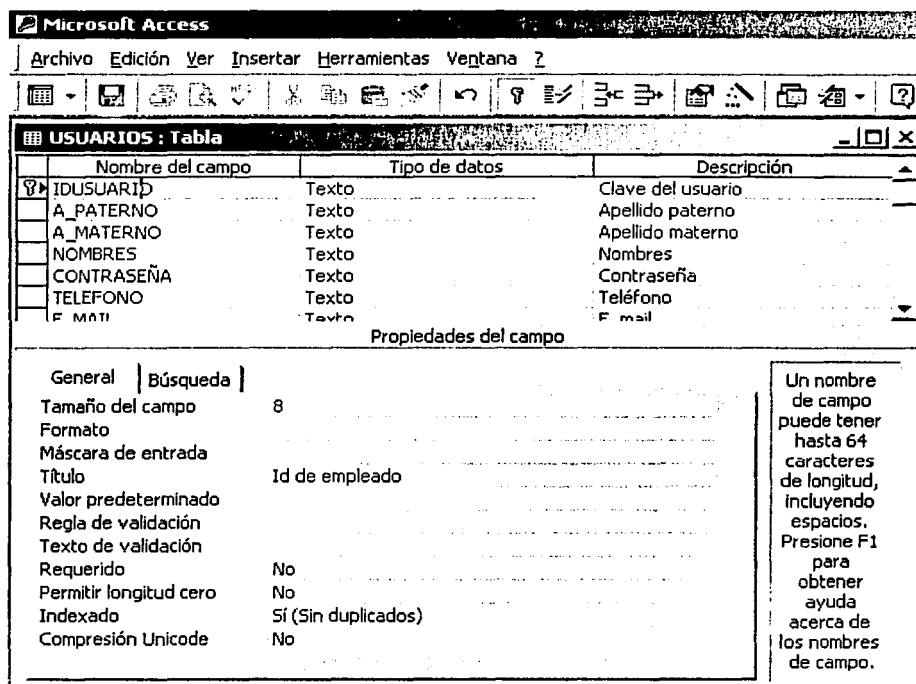 Microsoft Access
Archivo Edición Ver Insertar Herramientas Ventana ?
USUARIOS : Tabla
Nombre del campo Tipo de datos Descripción
IDUSUARIO Texto Clave del usuario
A_PATERNO Texto Apellido paterno
A_MATERNO Texto Apellido materno
NOMBRES Texto Nombres
CONTRASEÑA Texto Contraseña
TELEFONO Texto Teléfono
E_MAIL Texto E_mail
Propiedades del campo
General Búsqueda
Tamaño del campo 8
Formato
Máscara de entrada
Título Id de empleado
Valor predeterminado
Regla de validación
Texto de validación
Requerido No
Permitir longitud cero No
Indexado Sí (Sin duplicados)
Compresión Unicode No
Un nombre
de campo
puede tener
hasta 64
caracteres
de longitud,
incluyendo
espacios.
Presione F1
para
obtener
ayuda
acerca de
los nombres
de campo.